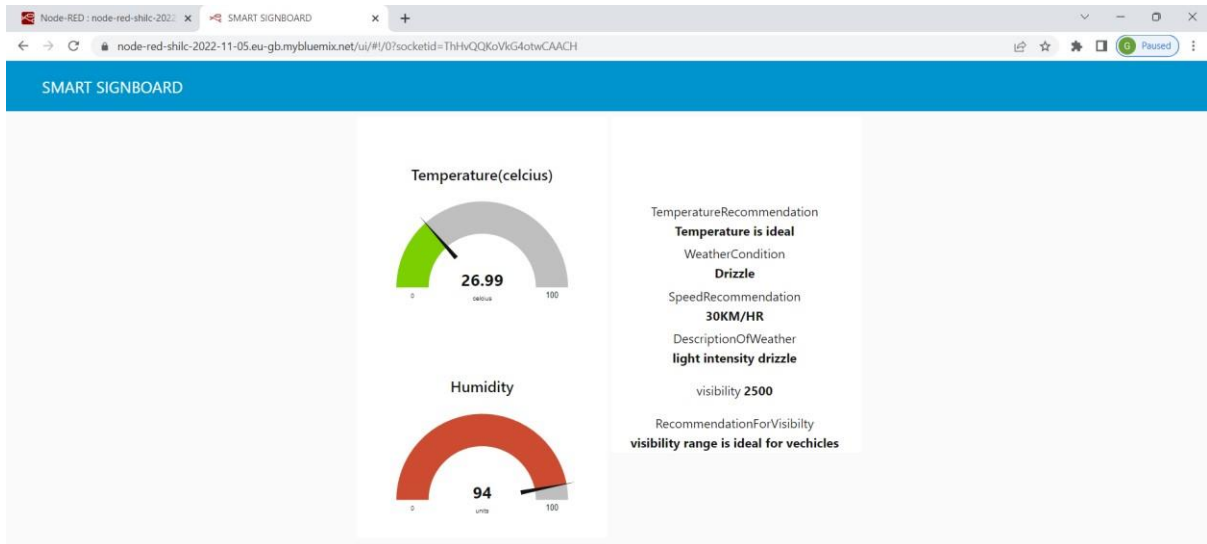 Node-RED : node-red-shilc-2022
SMART SIGNBOARD
node-red-shilc-2022-11-05.eu-gb.mybluemix.net/ui/#!/0?socketid=ThHvQQKoVkG4otwCAACH
G Paused
SMART SIGNBOARD
Temperature(celcius)
26.99
celcius
0
100
Humidity
94
units
0
100
TemperatureRecommendation
Temperature is ideal
WeatherCondition
Drizzle
SpeedRecommendation
30KM/HR
DescriptionOfWeather
light intensity drizzle
visibility 2500
RecommendationForVisibilty
visibility range is ideal for vechicles